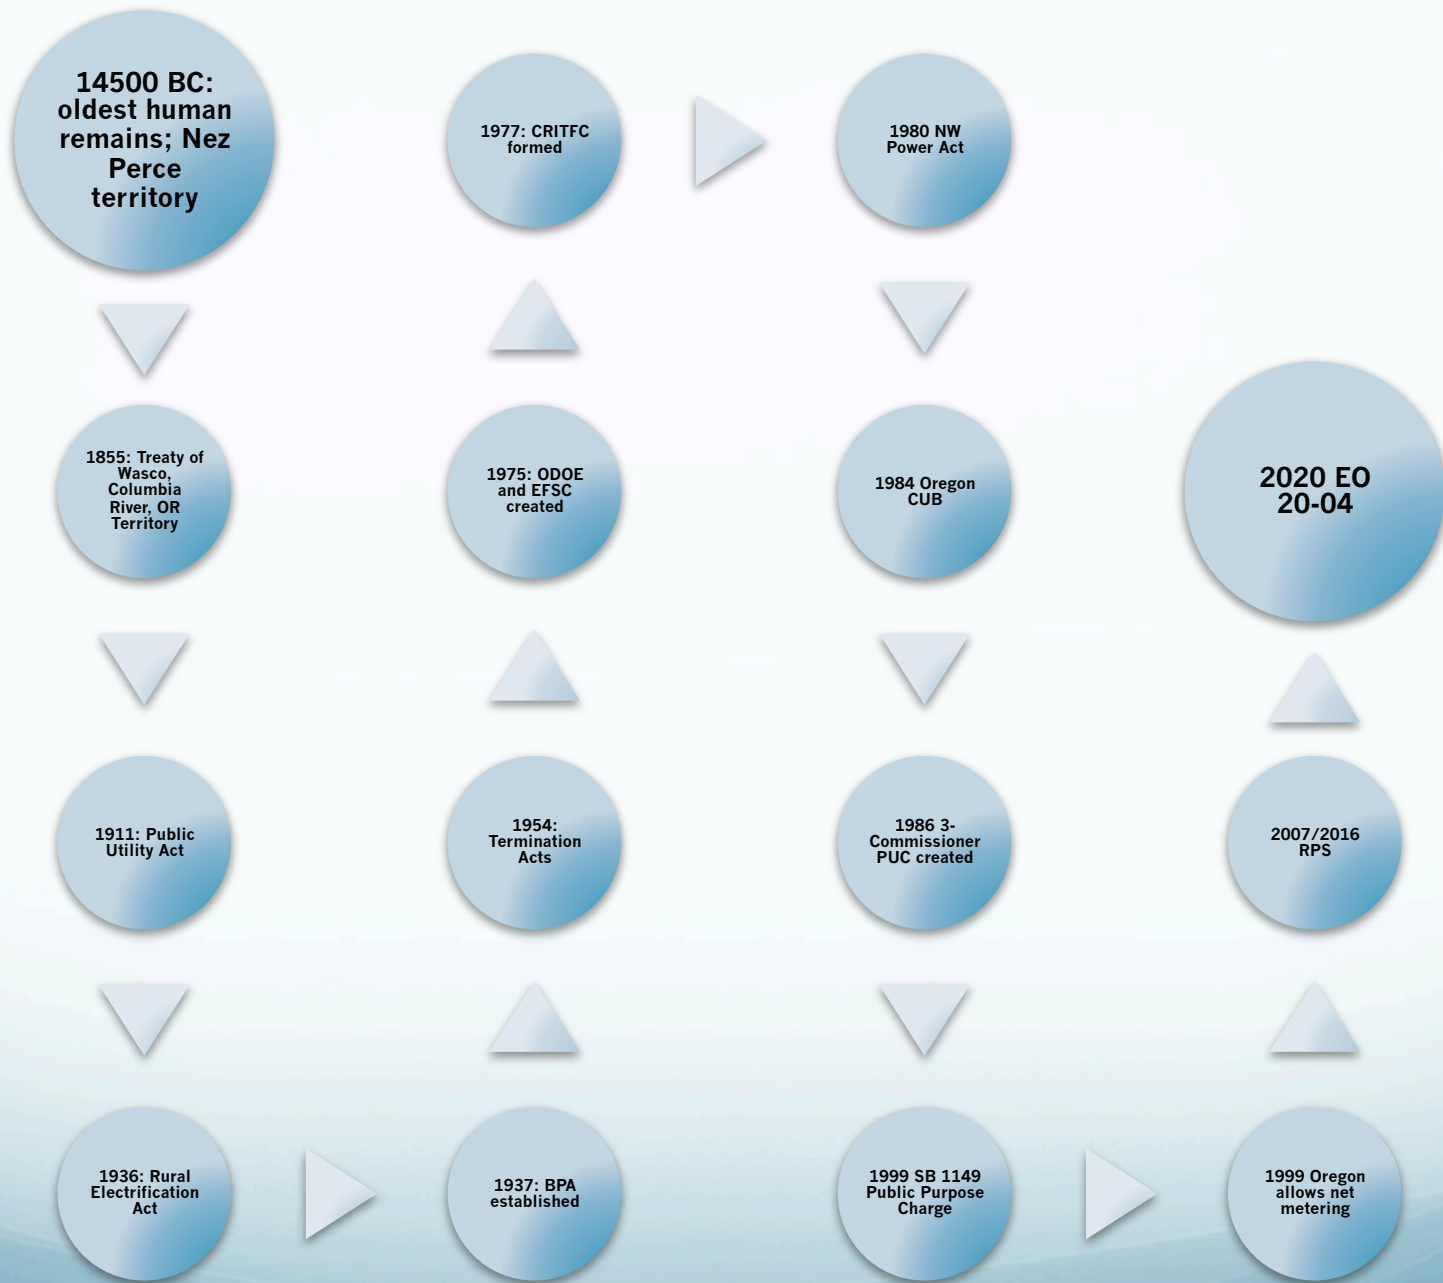 14500 BC:
oldest human
remains; Nez
Perce
territory
1855: Treaty of
Wasco,
Columbia
River, OR
Territory
1911: Public
Utility Act
1936: Rural
Electrification
Act
1937: BPA
established
1954:
Termination
Acts
1975: ODOE
and EFSC
created
1977: CRITFC
formed
1980 NW
Power Act
1984 Oregon
CUB
1986 3-
Commissioner
PUC created
1999 SB 1149
Public Purpose
Charge
1999 Oregon
allows net
metering
2007/2016
RPS
2020 EO
20-04